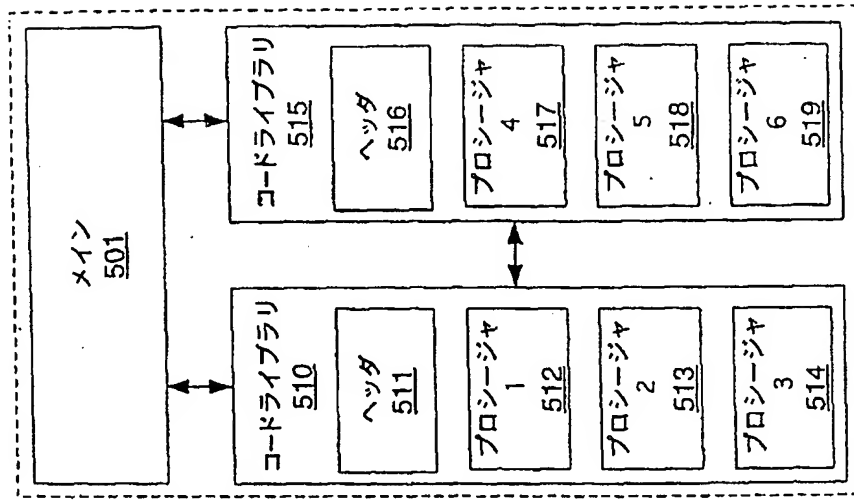 メイン
501
コードライブラリ
510
ヘッダ
511
プロシージャ
1
512
プロシージャ
2
513
プロシージャ
3
514
コードライブラリ
515
ヘッダ
516
プロシージャ
4
517
プロシージャ
5
518
プロシージャ
6
519